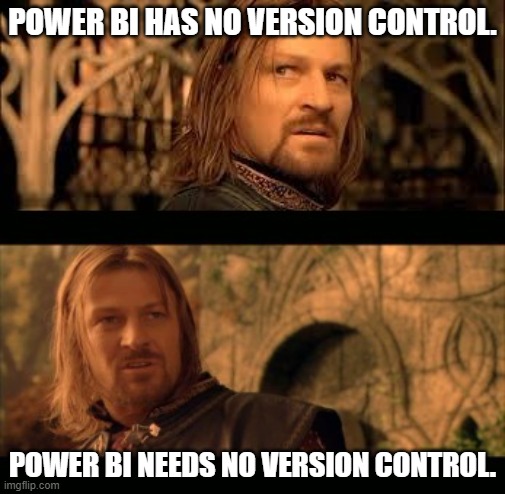 POWER BI HAS NO VERSION CONTROL.
POWER BI NEEDS NO VERSION CONTROL.
imgflip.com